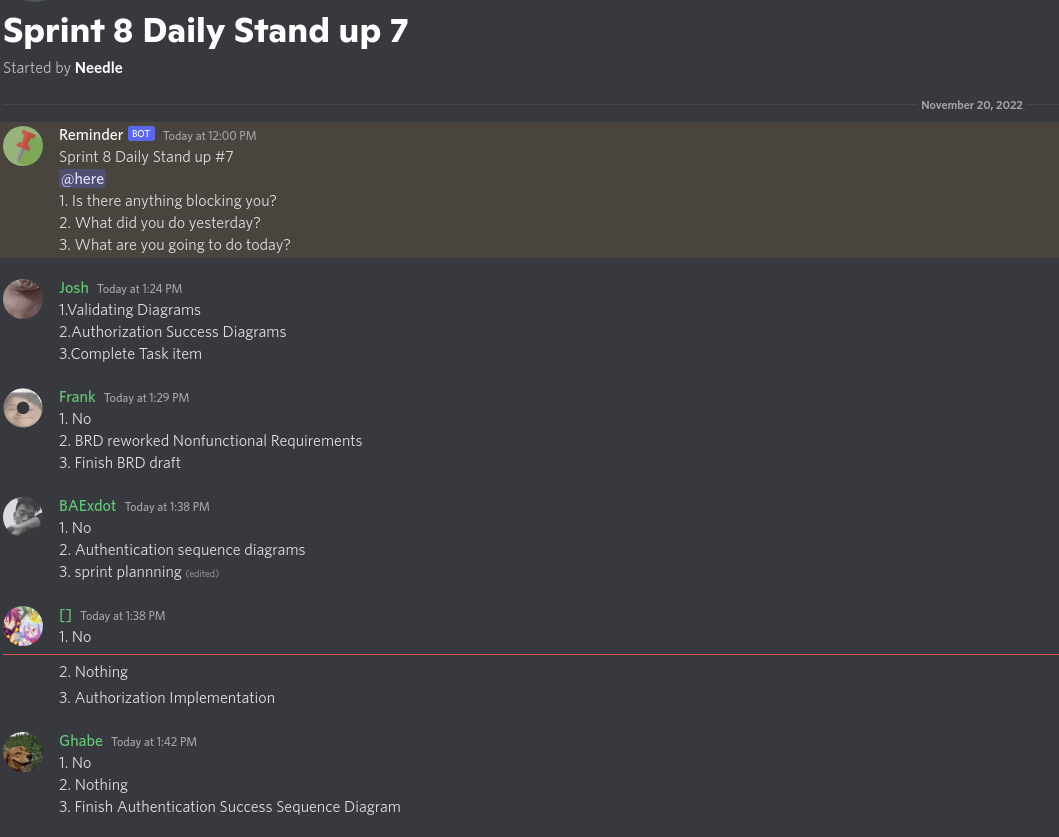 Sprint 8 Daily Stand up 7
Started by Needle
November 20, 2022
Reminder BOT Today at 12:00 PM
Sprint 8 Daily Stand up #7
@here
1. Is there anything blocking you?
2. What did you do yesterday?
3. What are you going to do today?
Josh Today at 1:24 PM
1.Validating Diagrams
2.Authorization Success Diagrams
3.Complete Task item
Frank Today at 1:29 PM
1. No
2. BRD reworked Nonfunctional Requirements
3. Finish BRD draft
BAExdot Today at 1:38 PM
1. No
2. Authentication sequence diagrams
3. sprint plannning (edited)
[] Today at 1:38 PM
1. No
2. Nothing
3. Authorization Implementation
Ghabe Today at 1:42 PM
1. No
2. Nothing
3. Finish Authentication Success Sequence Diagram